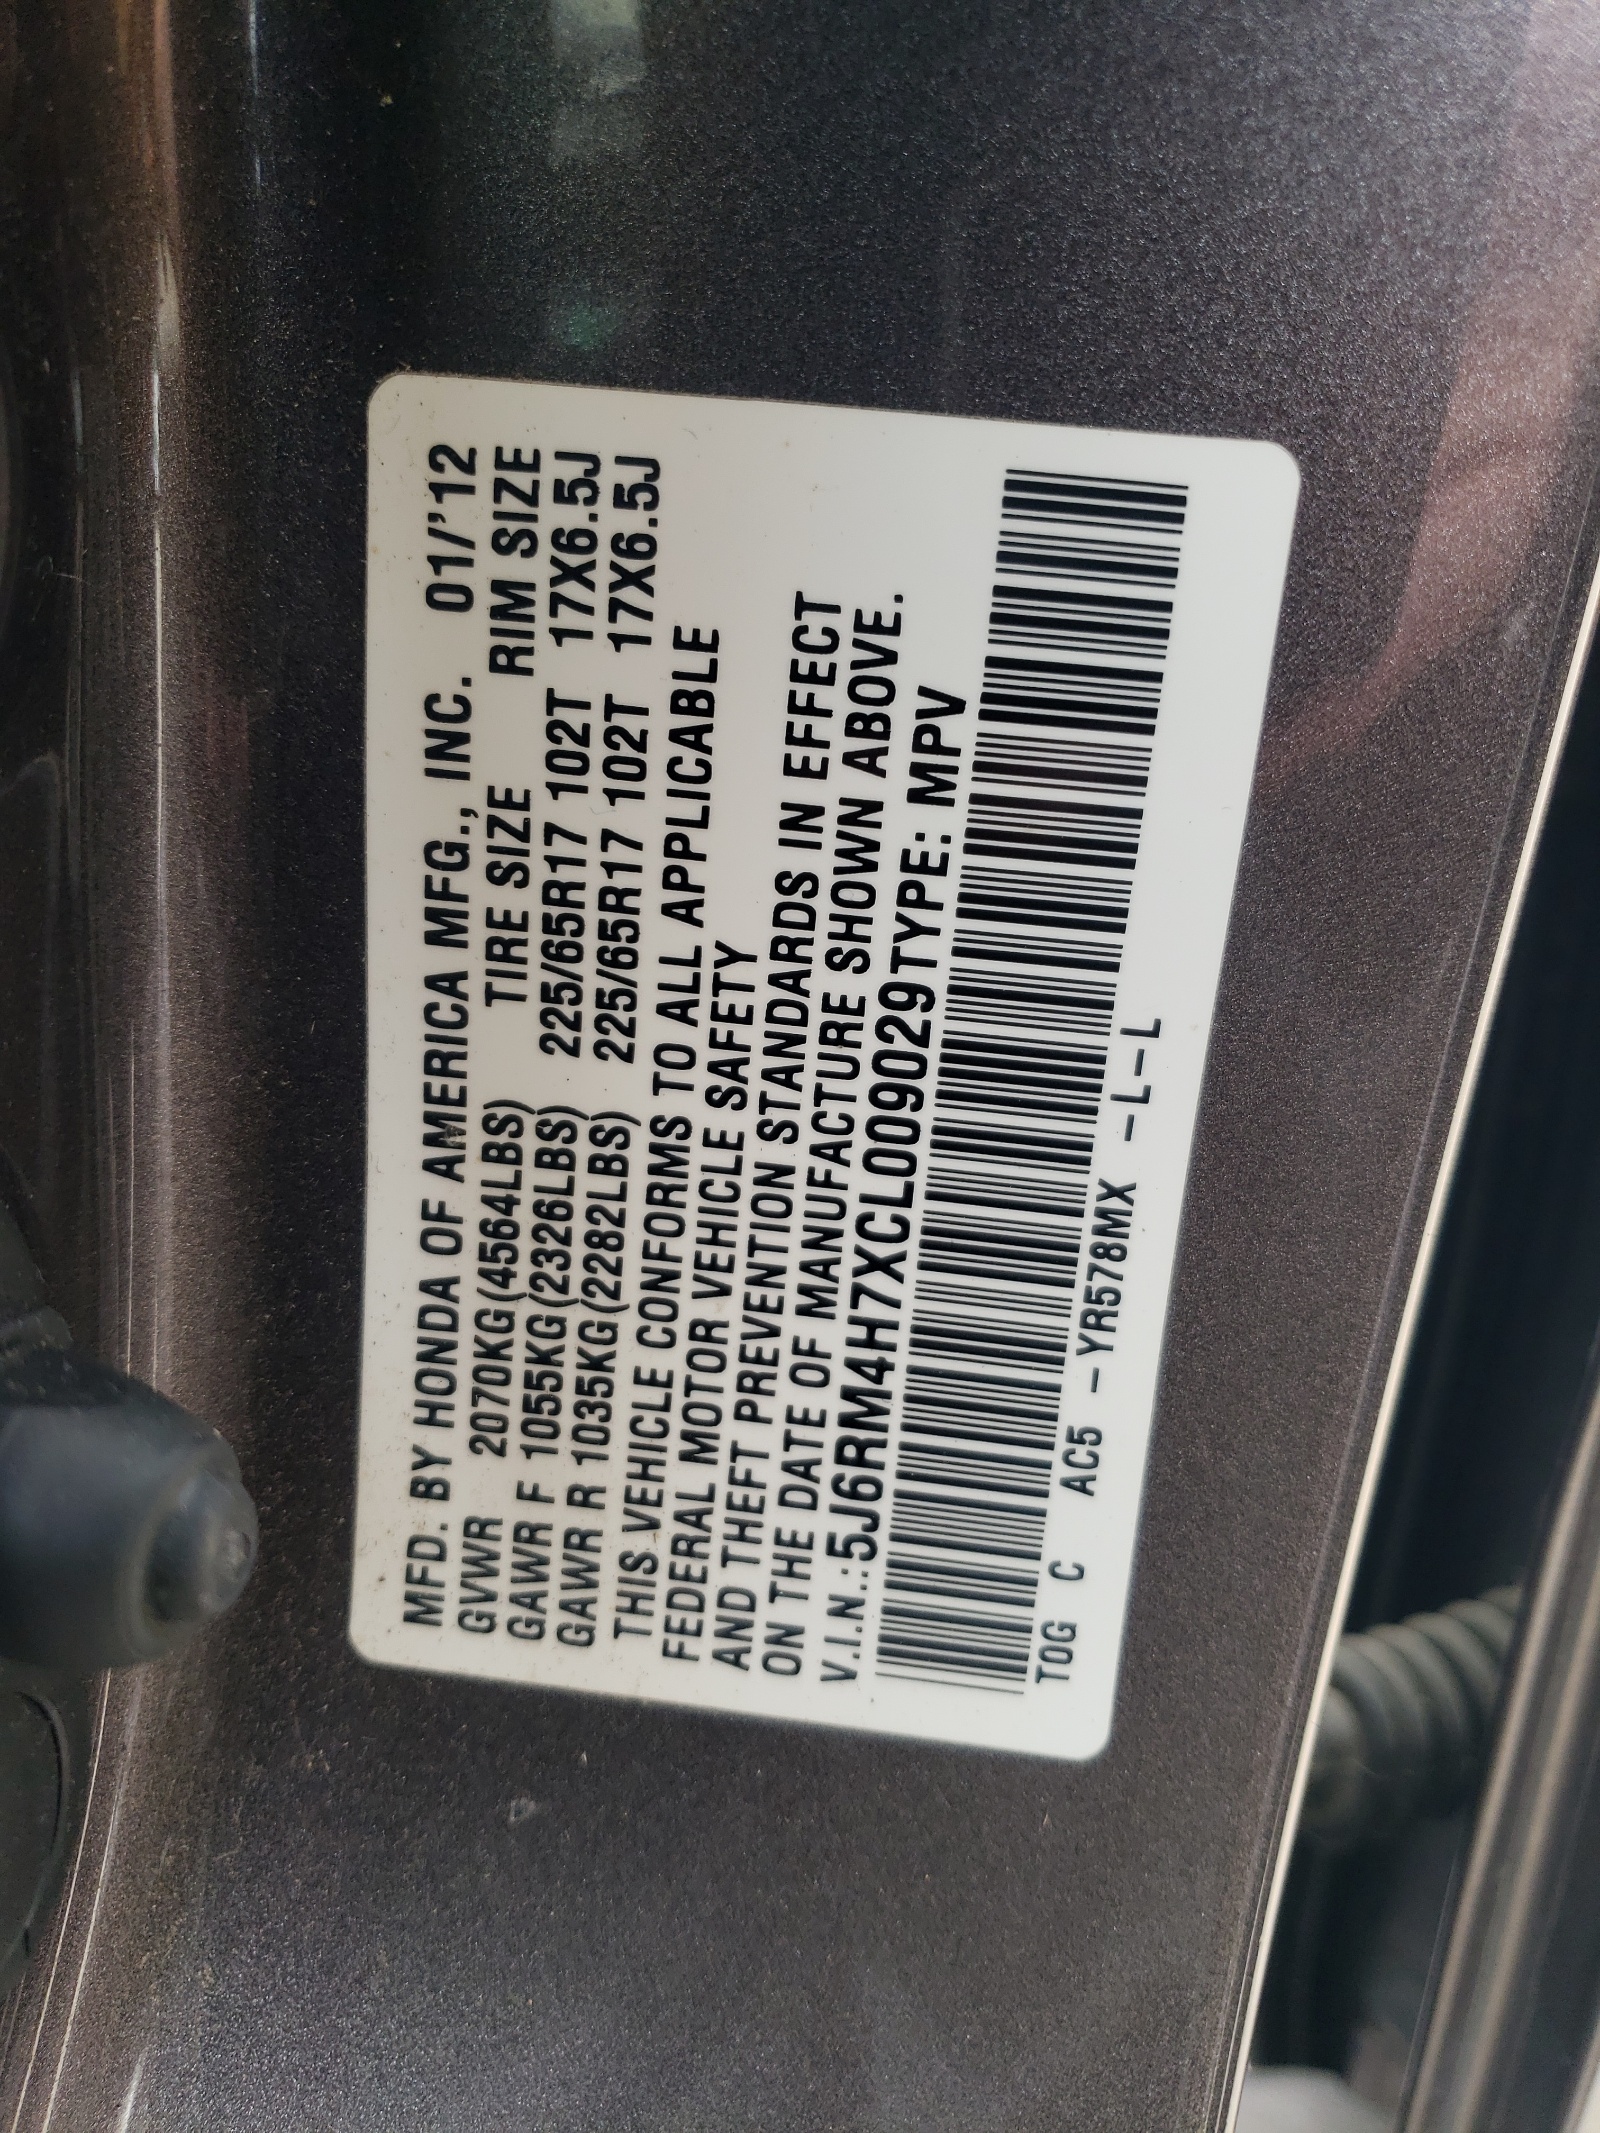 MFD. BY HONDA OF AMERICA MFG., INC. 01/'12
GVWR 2070KG(4564LBS) TIRE SIZE RIM SIZE
GAWR F 1055KG(2326LBS) 225/65R17 102T 17X6.5J
GAWR R 1035KG(2282LBS) 225/65R17 102T 17X6.5J
THIS VEHICLE CONFORMS TO ALL APPLICABLE
FEDERAL MOTOR VEHICLE SAFETY
AND THEFT PREVENTION STANDARDS IN EFFECT
ON THE DATE OF MANUFACTURE SHOWN ABOVE.
V.I.N.:5J6RM4H7XCL009029TYPE: MPV
TOG C AC5 -YR578MX -L-L